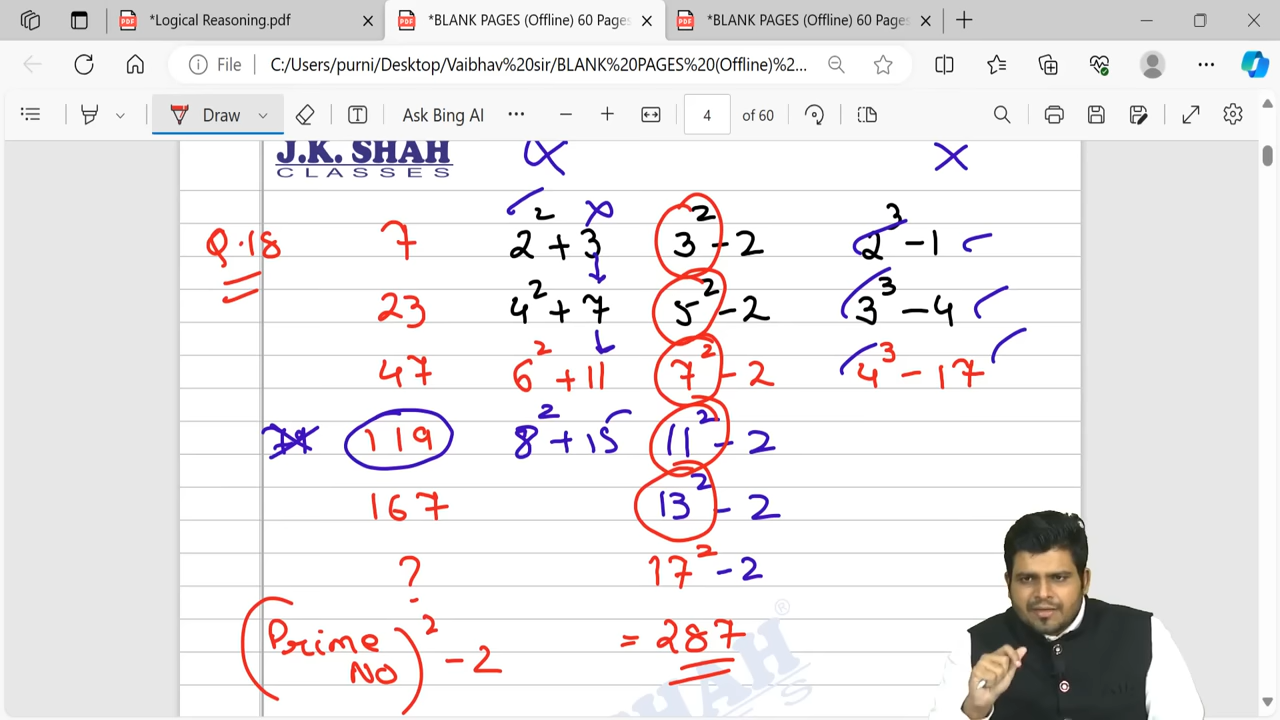 *Logical Reasoning.pdf
*BLANK PAGES (Offline) 60 Pages
*BLANK PAGES (Offline) 60 Pages
File
C:/Users/purni/Desktop/Vaibhav%20sir/BLANK%20PAGES%20(Offline)%2...
Draw
Ask Bing AI
4 of 60
J.K. SHAH
CLASSES
Q.18 7 2² + 3 3² - 2 2³ - 1
23 4² + 7 5² - 2 3³ - 4
47 6² + 11 7² - 2 4³ - 17
119 8² + 15 11² - 2
167 13² - 2
? 17² - 2
(Prime No)² - 2 = 287
SHAH